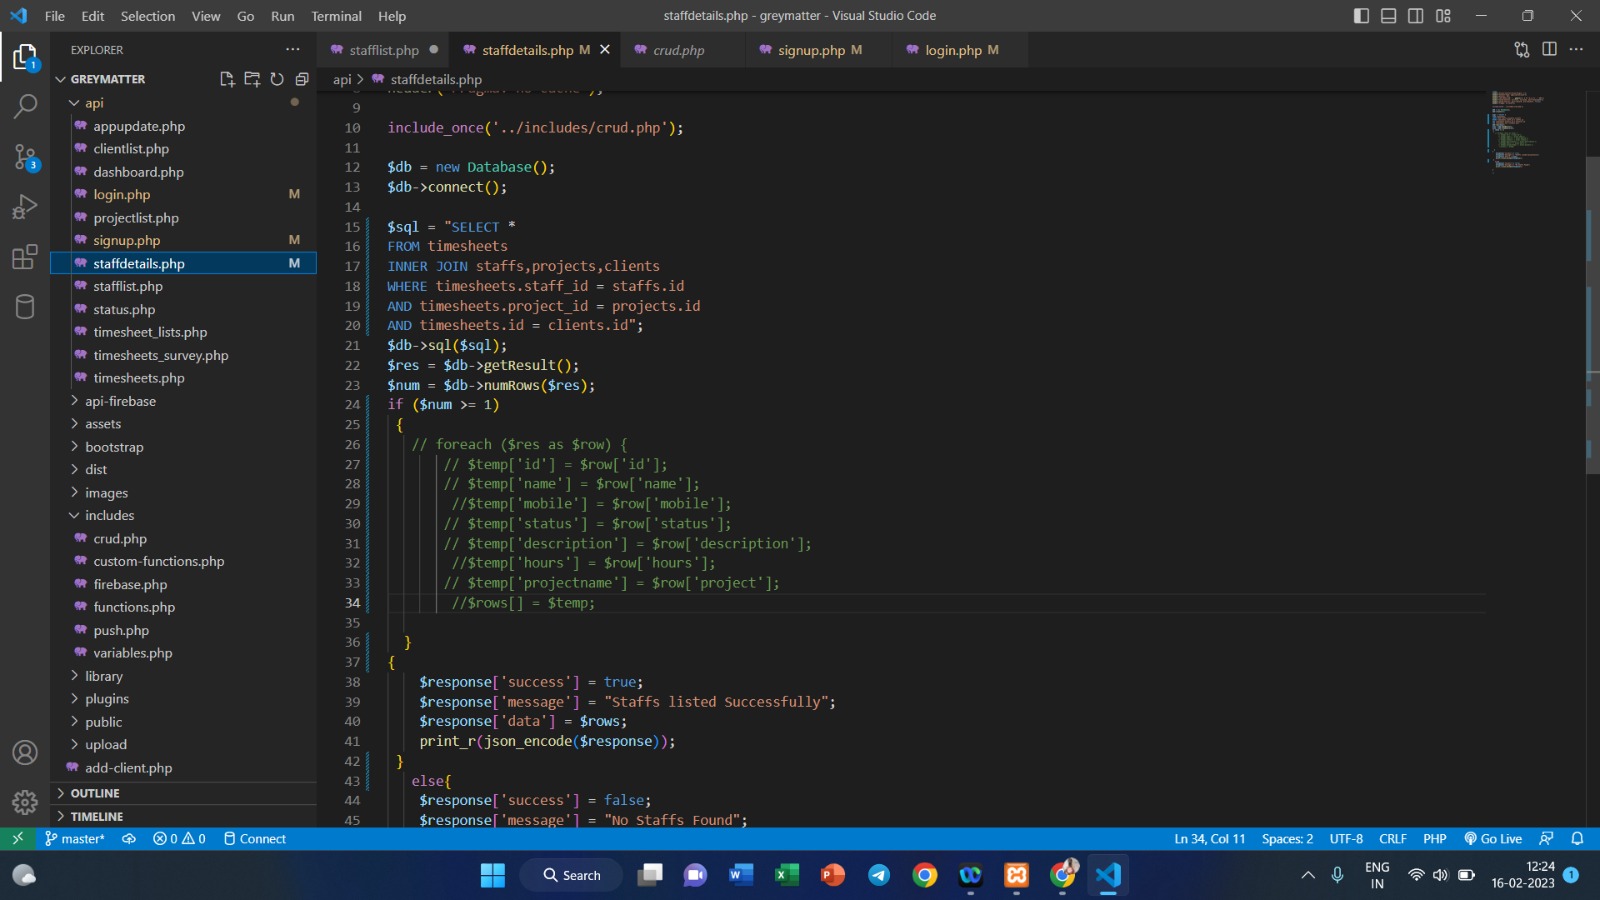 File Edit Selection View Go Run Terminal Help
staffdetails.php - greymatter - Visual Studio Code
EXPLORER
GREYMATTER
api
appupdate.php
clientlist.php
dashboard.php
login.php M
projectlist.php
signup.php M
staffdetails.php M
stafflist.php
status.php
timesheet_lists.php
timesheets_survey.php
timesheets.php
api-firebase
assets
bootstrap
dist
images
includes
crud.php
custom-functions.php
firebase.php
functions.php
push.php
variables.php
library
plugins
public
upload
add-client.php
OUTLINE
TIMELINE
1
3
stafflist.php staffdetails.php M crud.php signup.php M login.php M
api > staffdetails.php
9
10 include_once('../includes/crud.php');
11
12 $db = new Database();
13 $db->connect();
14
15 $sql = "SELECT *
16 FROM timesheets
17 INNER JOIN staffs,projects,clients
18 WHERE timesheets.staff_id = staffs.id
19 AND timesheets.project_id = projects.id
20 AND timesheets.id = clients.id";
21 $db->sql($sql);
22 $res = $db->getResult();
23 $num = $db->numRows($res);
24 if ($num >= 1)
25 {
26 // foreach ($res as $row) {
27 // $temp['id'] = $row['id'];
28 // $temp['name'] = $row['name'];
29 //$temp['mobile'] = $row['mobile'];
30 // $temp['status'] = $row['status'];
31 // $temp['description'] = $row['description'];
32 //$temp['hours'] = $row['hours'];
33 // $temp['projectname'] = $row['project'];
34 //$rows[] = $temp;
35
36 }
37 {
38 $response['success'] = true;
39 $response['message'] = "Staffs listed Successfully";
40 $response['data'] = $rows;
41 print_r(json_encode($response));
42 }
43 else{
44 $response['success'] = false;
45 $response['message'] = "No Staffs Found";
master* 0 0 Connect
Ln 34, Col 11 Spaces: 2 UTF-8 CRLF PHP Go Live
Search
ENG
IN
12:24
16-02-2023
1